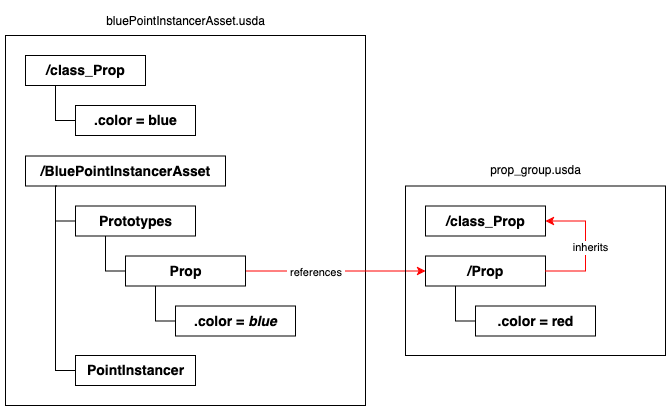 bluePointInstancerAsset.usda
/class_Prop
.color = blue
/BluePointInstancerAsset
Prototypes
Prop
.color = blue
PointInstancer
references
prop_group.usda
/class_Prop
inherits
/Prop
.color = red